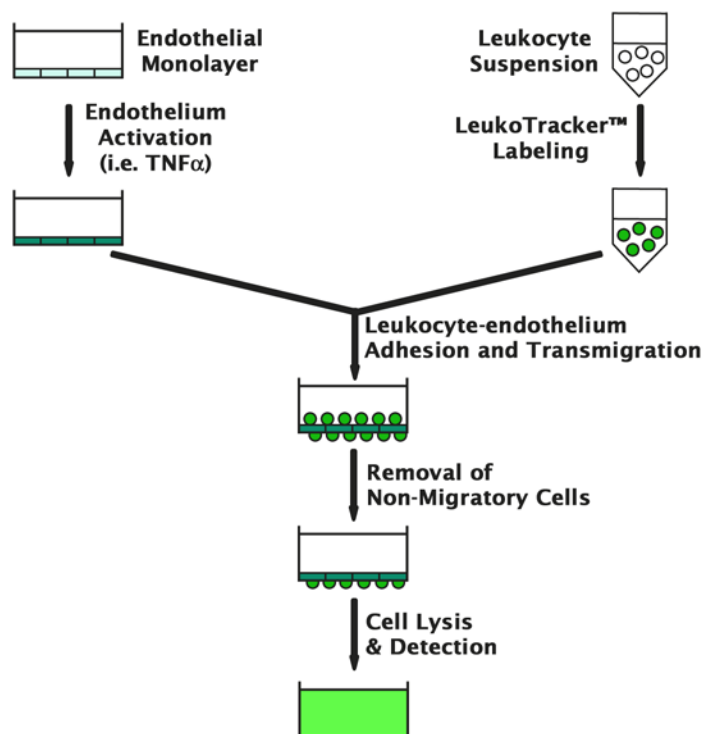 Endothelial
Monolayer
Leukocyte
Suspension
Endothelium
Activation
(i.e. TNFα)
LeukoTracker™
Labeling
Leukocyte-endothelium
Adhesion and Transmigration
Removal of
Non-Migratory Cells
Cell Lysis
& Detection